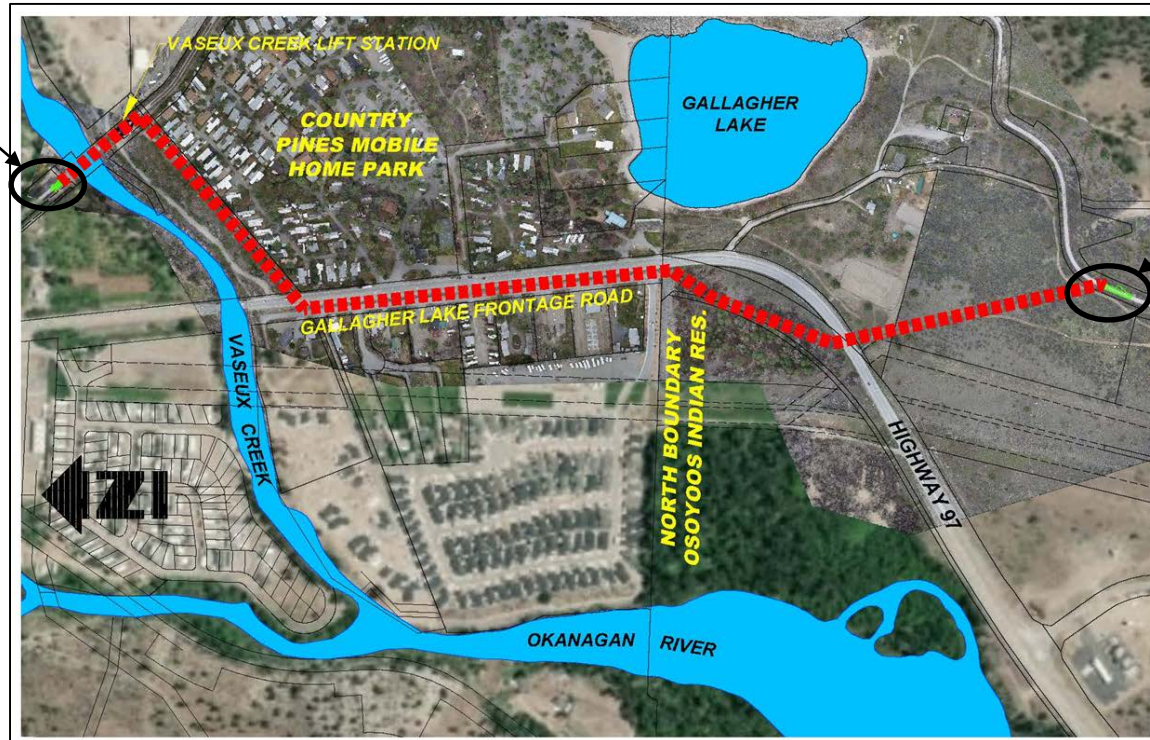 VASEUX CREEK LIFT STATION
COUNTRY
PINES MOBILE
HOME PARK
GALLAGHER
LAKE
GALLAGHER LAKE FRONTAGE ROAD
VASEUX CREEK
NORTH BOUNDARY
OSOYOOS INDIAN RES.
HIGHWAY 97
N
OKANAGAN RIVER